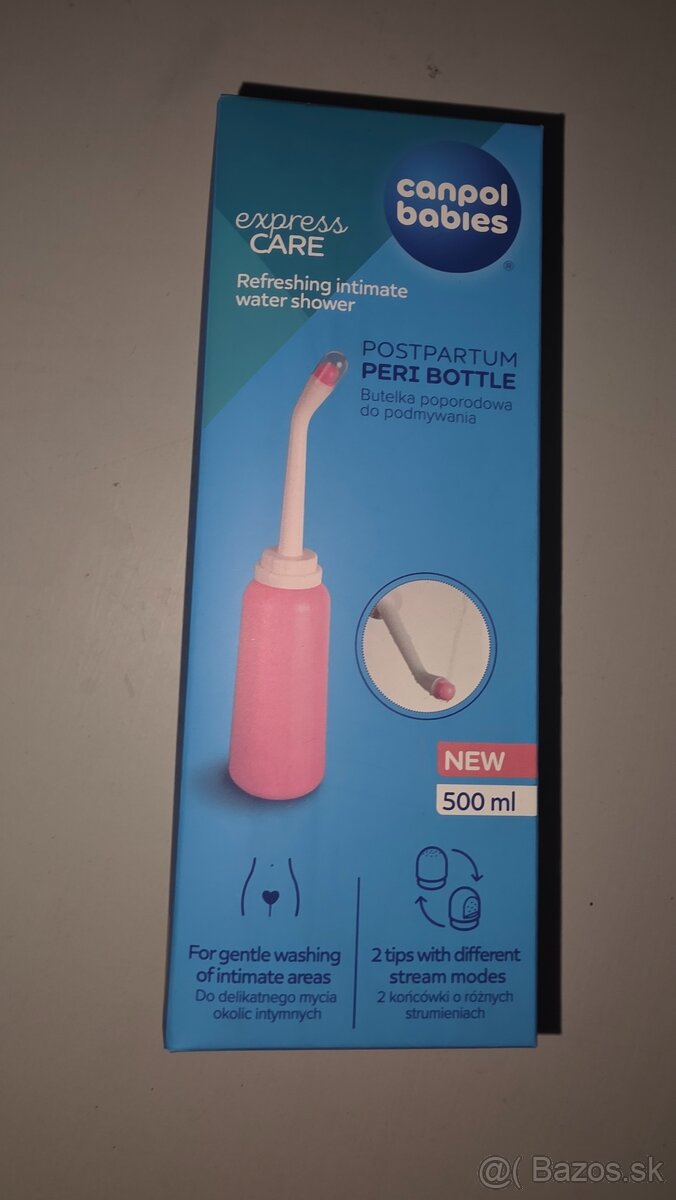 canpol
babies
®
express
CARE
Refreshing intimate
water shower
POSTPARTUM
PERI BOTTLE
Butelka poporodowa
do podmywania
NEW
500 ml
For gentle washing
of intimate areas
Do delikatnego mycia
okolic intymnych
2 tips with different
stream modes
2 końcówki o różnych
strumieniach
@( Bazos.sk